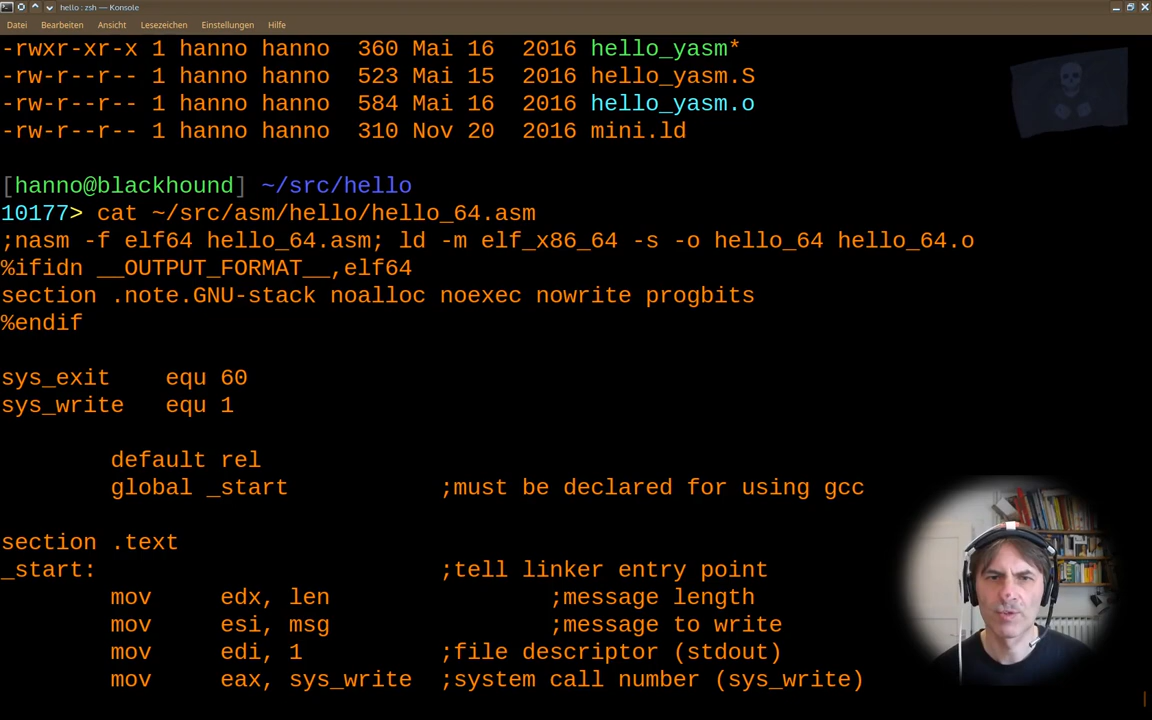 hello : zsh — Konsole
Datei Bearbeiten Ansicht Lesezeichen Einstellungen Hilfe
-rwxr-xr-x 1 hanno hanno  360 Mai 16  2016 hello_yasm*
-rw-r--r-- 1 hanno hanno  523 Mai 15  2016 hello_yasm.S
-rw-r--r-- 1 hanno hanno  584 Mai 16  2016 hello_yasm.o
-rw-r--r-- 1 hanno hanno  310 Nov 20  2016 mini.ld
[hanno@blackhound] ~/src/hello
10177> cat ~/src/asm/hello/hello_64.asm
;nasm -f elf64 hello_64.asm; ld -m elf_x86_64 -s -o hello_64 hello_64.o
%ifidn __OUTPUT_FORMAT__,elf64
section .note.GNU-stack noalloc noexec nowrite progbits
%endif
sys_exit    equ 60
sys_write   equ 1
        default rel
        global _start           ;must be declared for using gcc
section .text
_start:                         ;tell linker entry point
        mov     edx, len                ;message length
        mov     esi, msg                ;message to write
        mov     edi, 1          ;file descriptor (stdout)
        mov     eax, sys_write  ;system call number (sys_write)